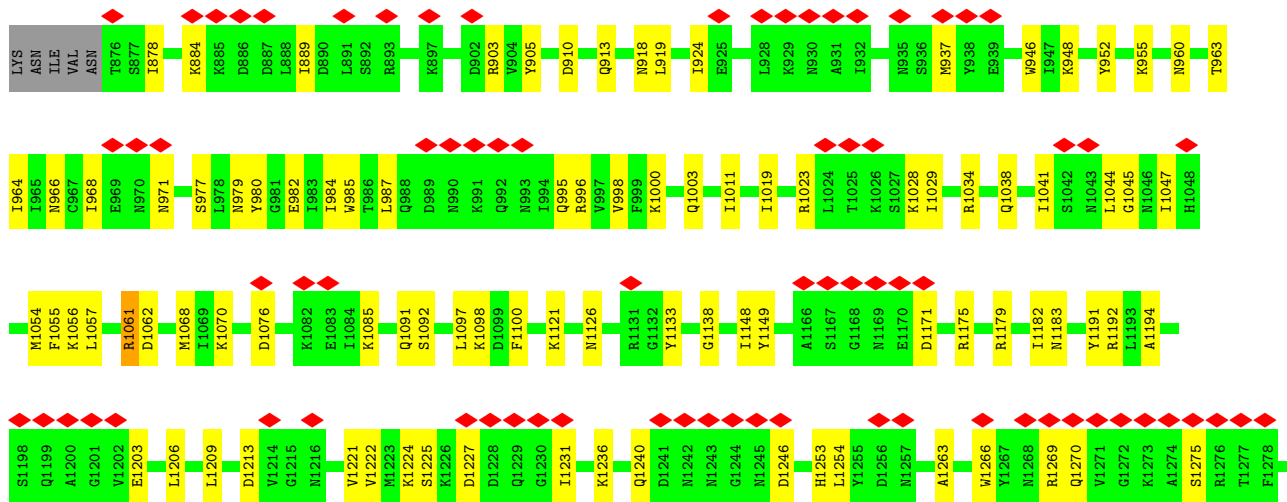 LYS ASN ILE VAL ASN T876 S877 I878 K884 K885 D886 D887 L888 I889 D890 L891 S892 R893 K897 D902 R903 V904 Y905 D910 Q913 N918 L919 I924 E925 L928 K929 N930 A931 I932 N935 S936 M937 Y938 E939 W946 I947 K948 Y952 K955 N960 T963
I964 I965 N966 C967 I968 E969 N970 N971 S977 L978 N979 Y980 G981 E982 I983 I984 W985 T986 L987 Q988 D989 N990 K991 Q992 N993 I994 Q995 R996 V997 V998 F999 K1000 Q1003 I1011 I1019 R1023 L1024 T1025 K1026 S1027 K1028 I1029 R1034 Q1038 I1041 S1042 N1043 L1044 G1045 N1046 I1047 H1048
M1054 F1055 K1056 L1057 R1061 D1062 M1068 I1069 K1070 D1076 K1082 E1083 I1084 K1085 Q1091 S1092 L1097 K1098 D1099 F1100 K1121 N1126 R1131 G1132 Y1133 G1138 I1148 Y1149 A1166 S1167 G1168 N1169 E1170 D1171 R1175 R1179 I1182 N1183 Y1191 R1192 L1193 A1194
S1198 Q1199 A1200 G1201 V1202 E1203 L1206 L1209 D1213 V1214 G1215 N1216 V1221 V1222 M1223 K1224 S1225 K1226 D1227 D1228 Q1229 G1230 I1231 K1236 Q1240 D1241 N1242 N1243 G1244 N1245 D1246 H1253 L1254 Y1255 D1256 N1257 A1263 W1266 Y1267 N1268 R1269 Q1270 V1271 G1272 K1273 A1274 S1275 R1276 T1277 F1278